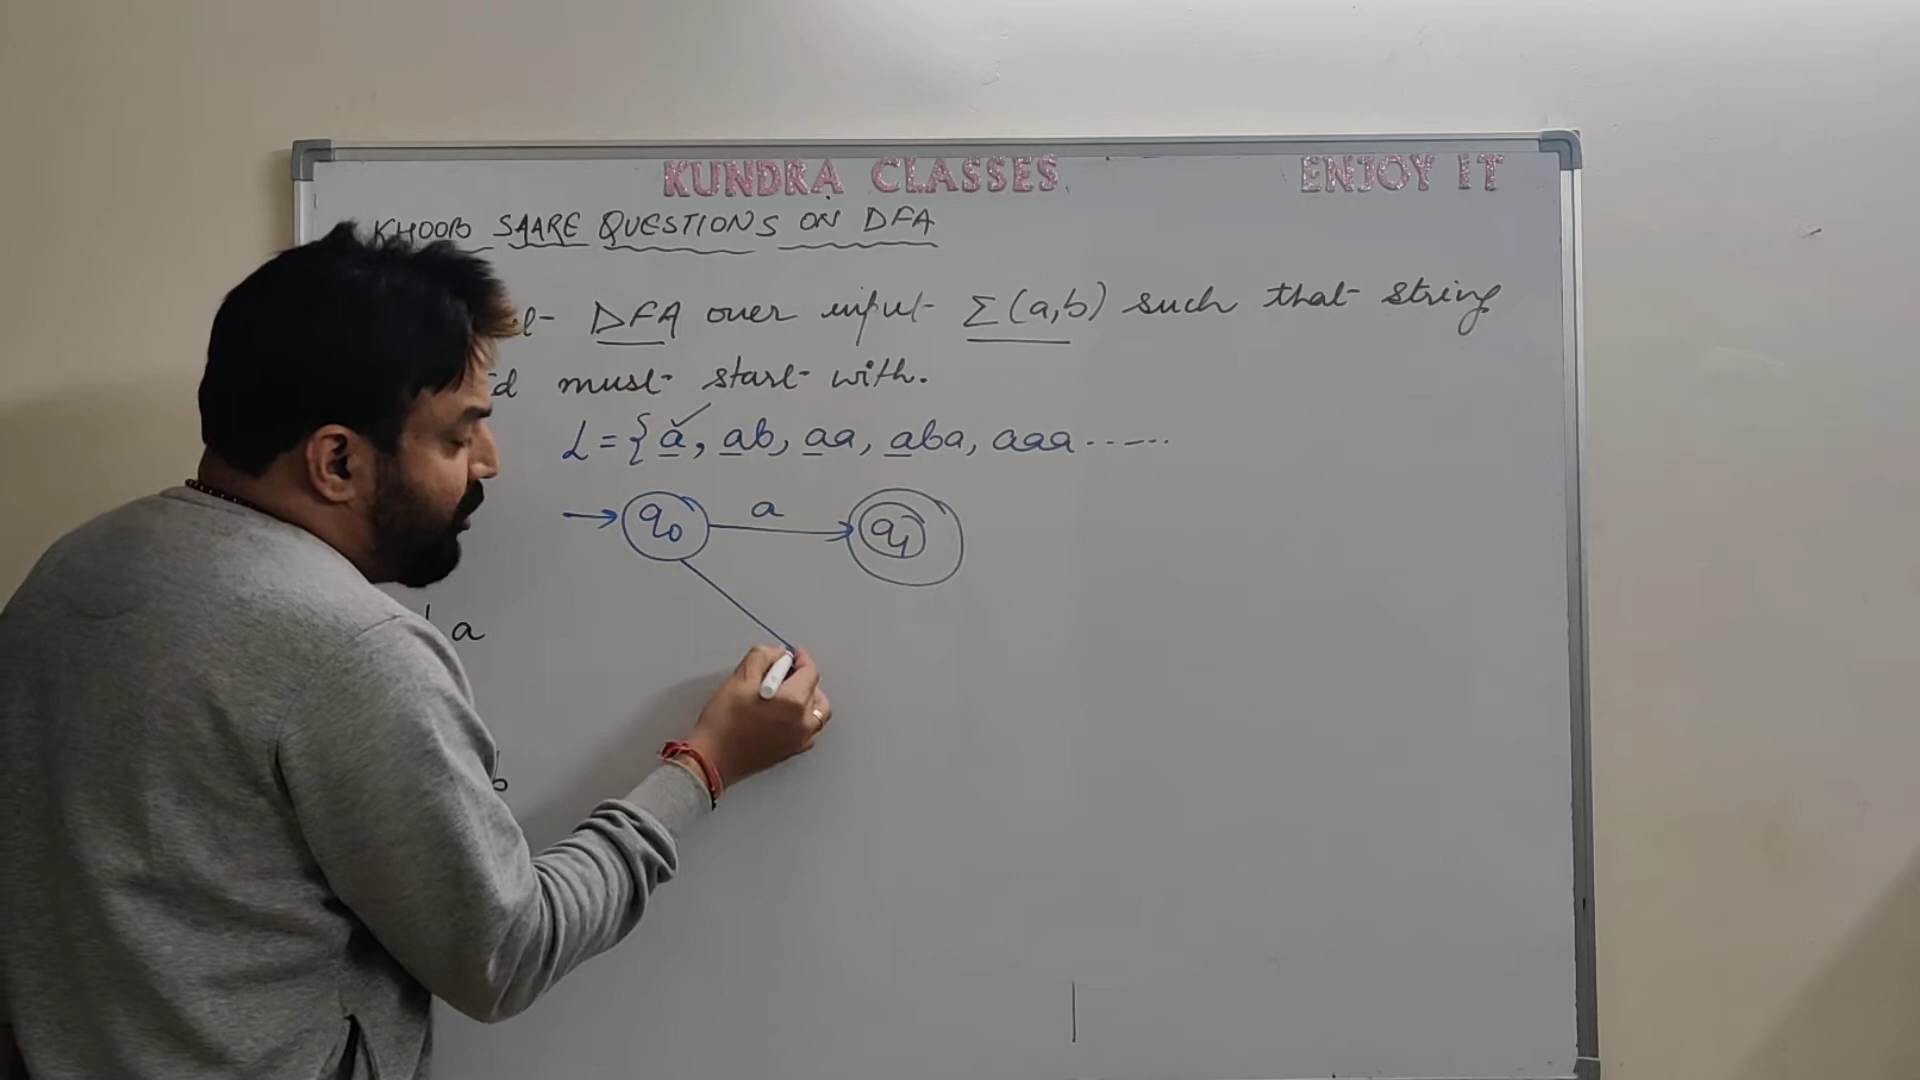 KUNDRA CLASSES ENJOY IT
KHOOB SAARE QUESTIONS ON DFA
DFA over input Σ(a,b) such that string
must start with.
L = {a, ab, aa, aba, aaa ------
q0 a q1
a
b